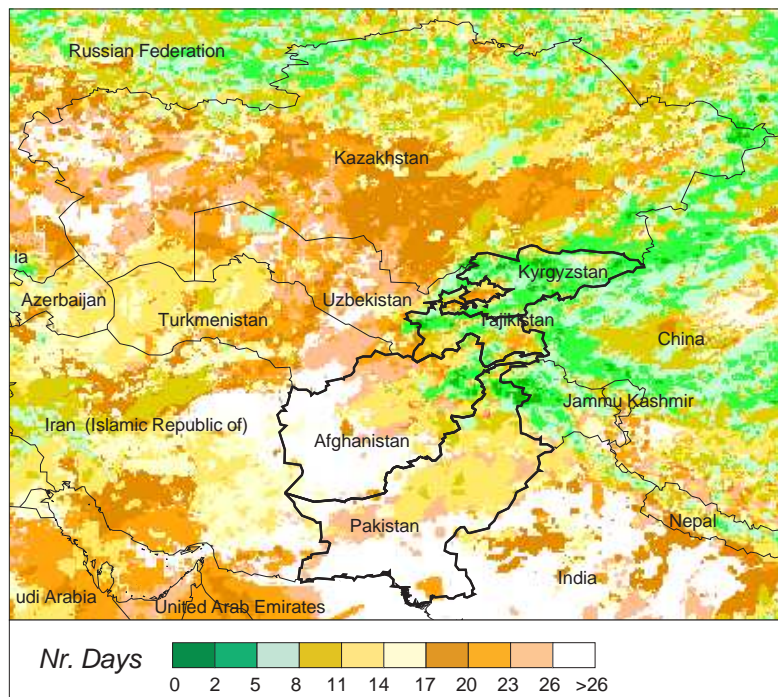 Russian Federation
Kazakhstan
ia
Kyrgyzstan
Azerbaijan
Uzbekistan
Turkmenistan
Tajikistan
China
Jammu Kashmir
Iran (Islamic Republic of)
Afghanistan
Pakistan
Nepal
India
udi Arabia
United Arab Emirates
Nr. Days
0 2 5 8 11 14 17 20 23 26 >26